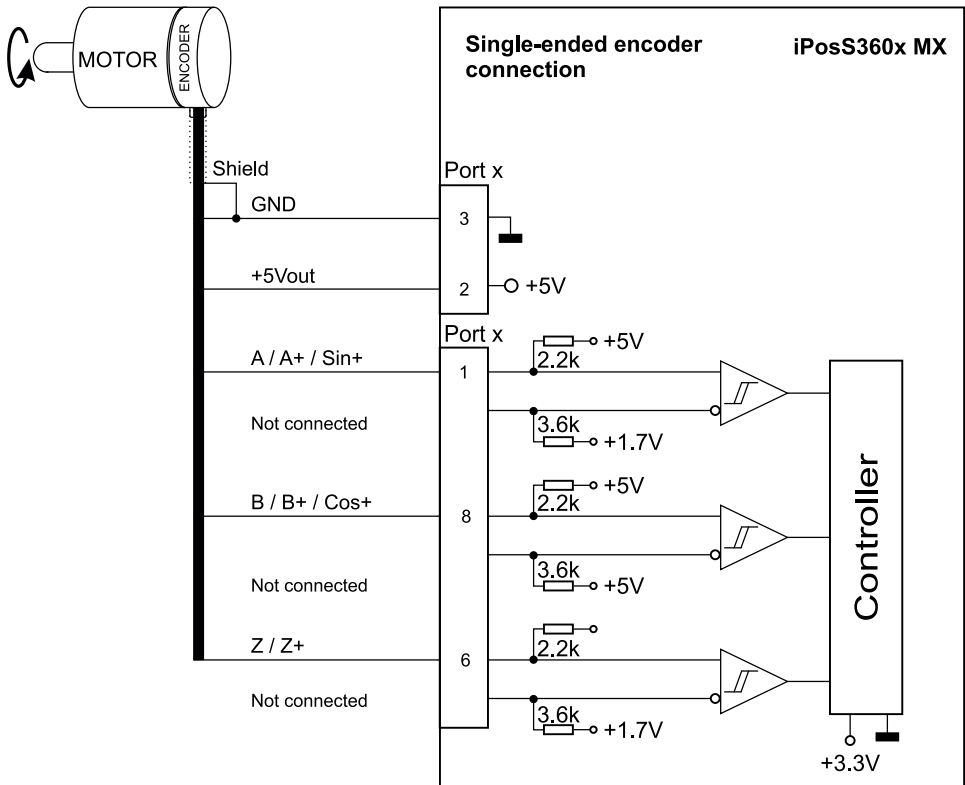 MOTOR
ENCODER
Single-ended encoder
connection
iPosS360x MX
Shield
Port x
GND
3
+5Vout
2
+5V
Port x
A / A+ / Sin+
1
+5V
2.2k
Not connected
3.6k
+1.7V
B / B+ / Cos+
8
+5V
2.2k
Not connected
3.6k
+5V
Z / Z+
6
2.2k
Not connected
3.6k
+1.7V
Controller
+3.3V